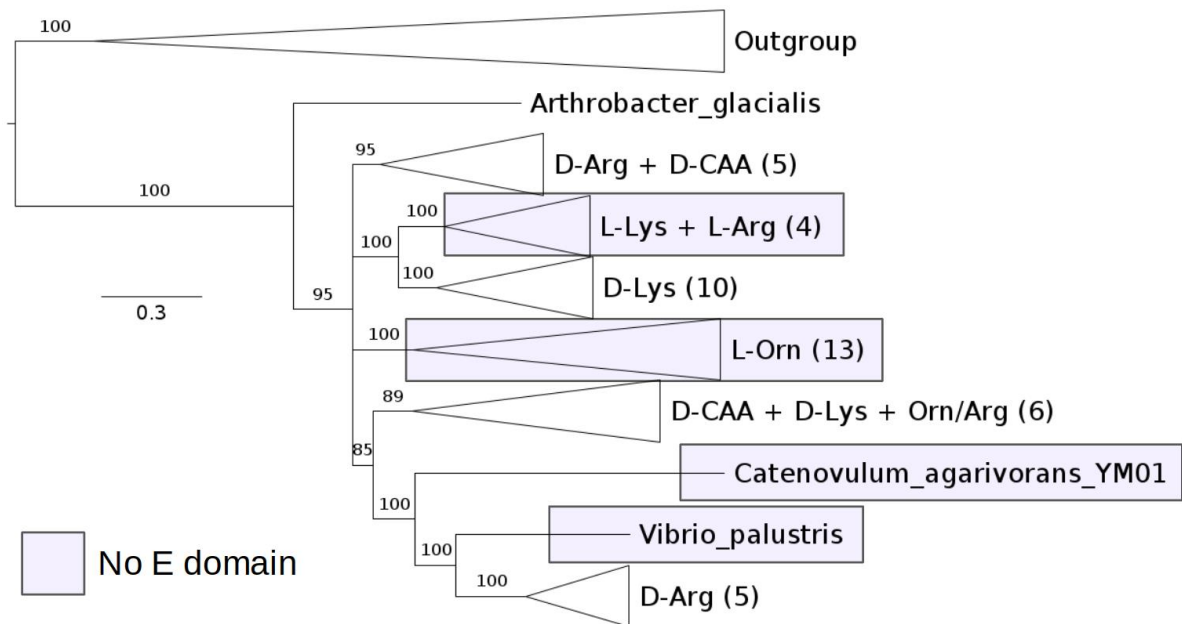 100
Outgroup
Arthrobacter_glacialis
95
D-Arg + D-CAA (5)
100
100
L-Lys + L-Arg (4)
100
100
D-Lys (10)
0.3
95
100
L-Orn (13)
89
D-CAA + D-Lys + Orn/Arg (6)
85
Catenovulum_agarivorans_YM01
100
Vibrio_palustris
100
No E domain
100
D-Arg (5)